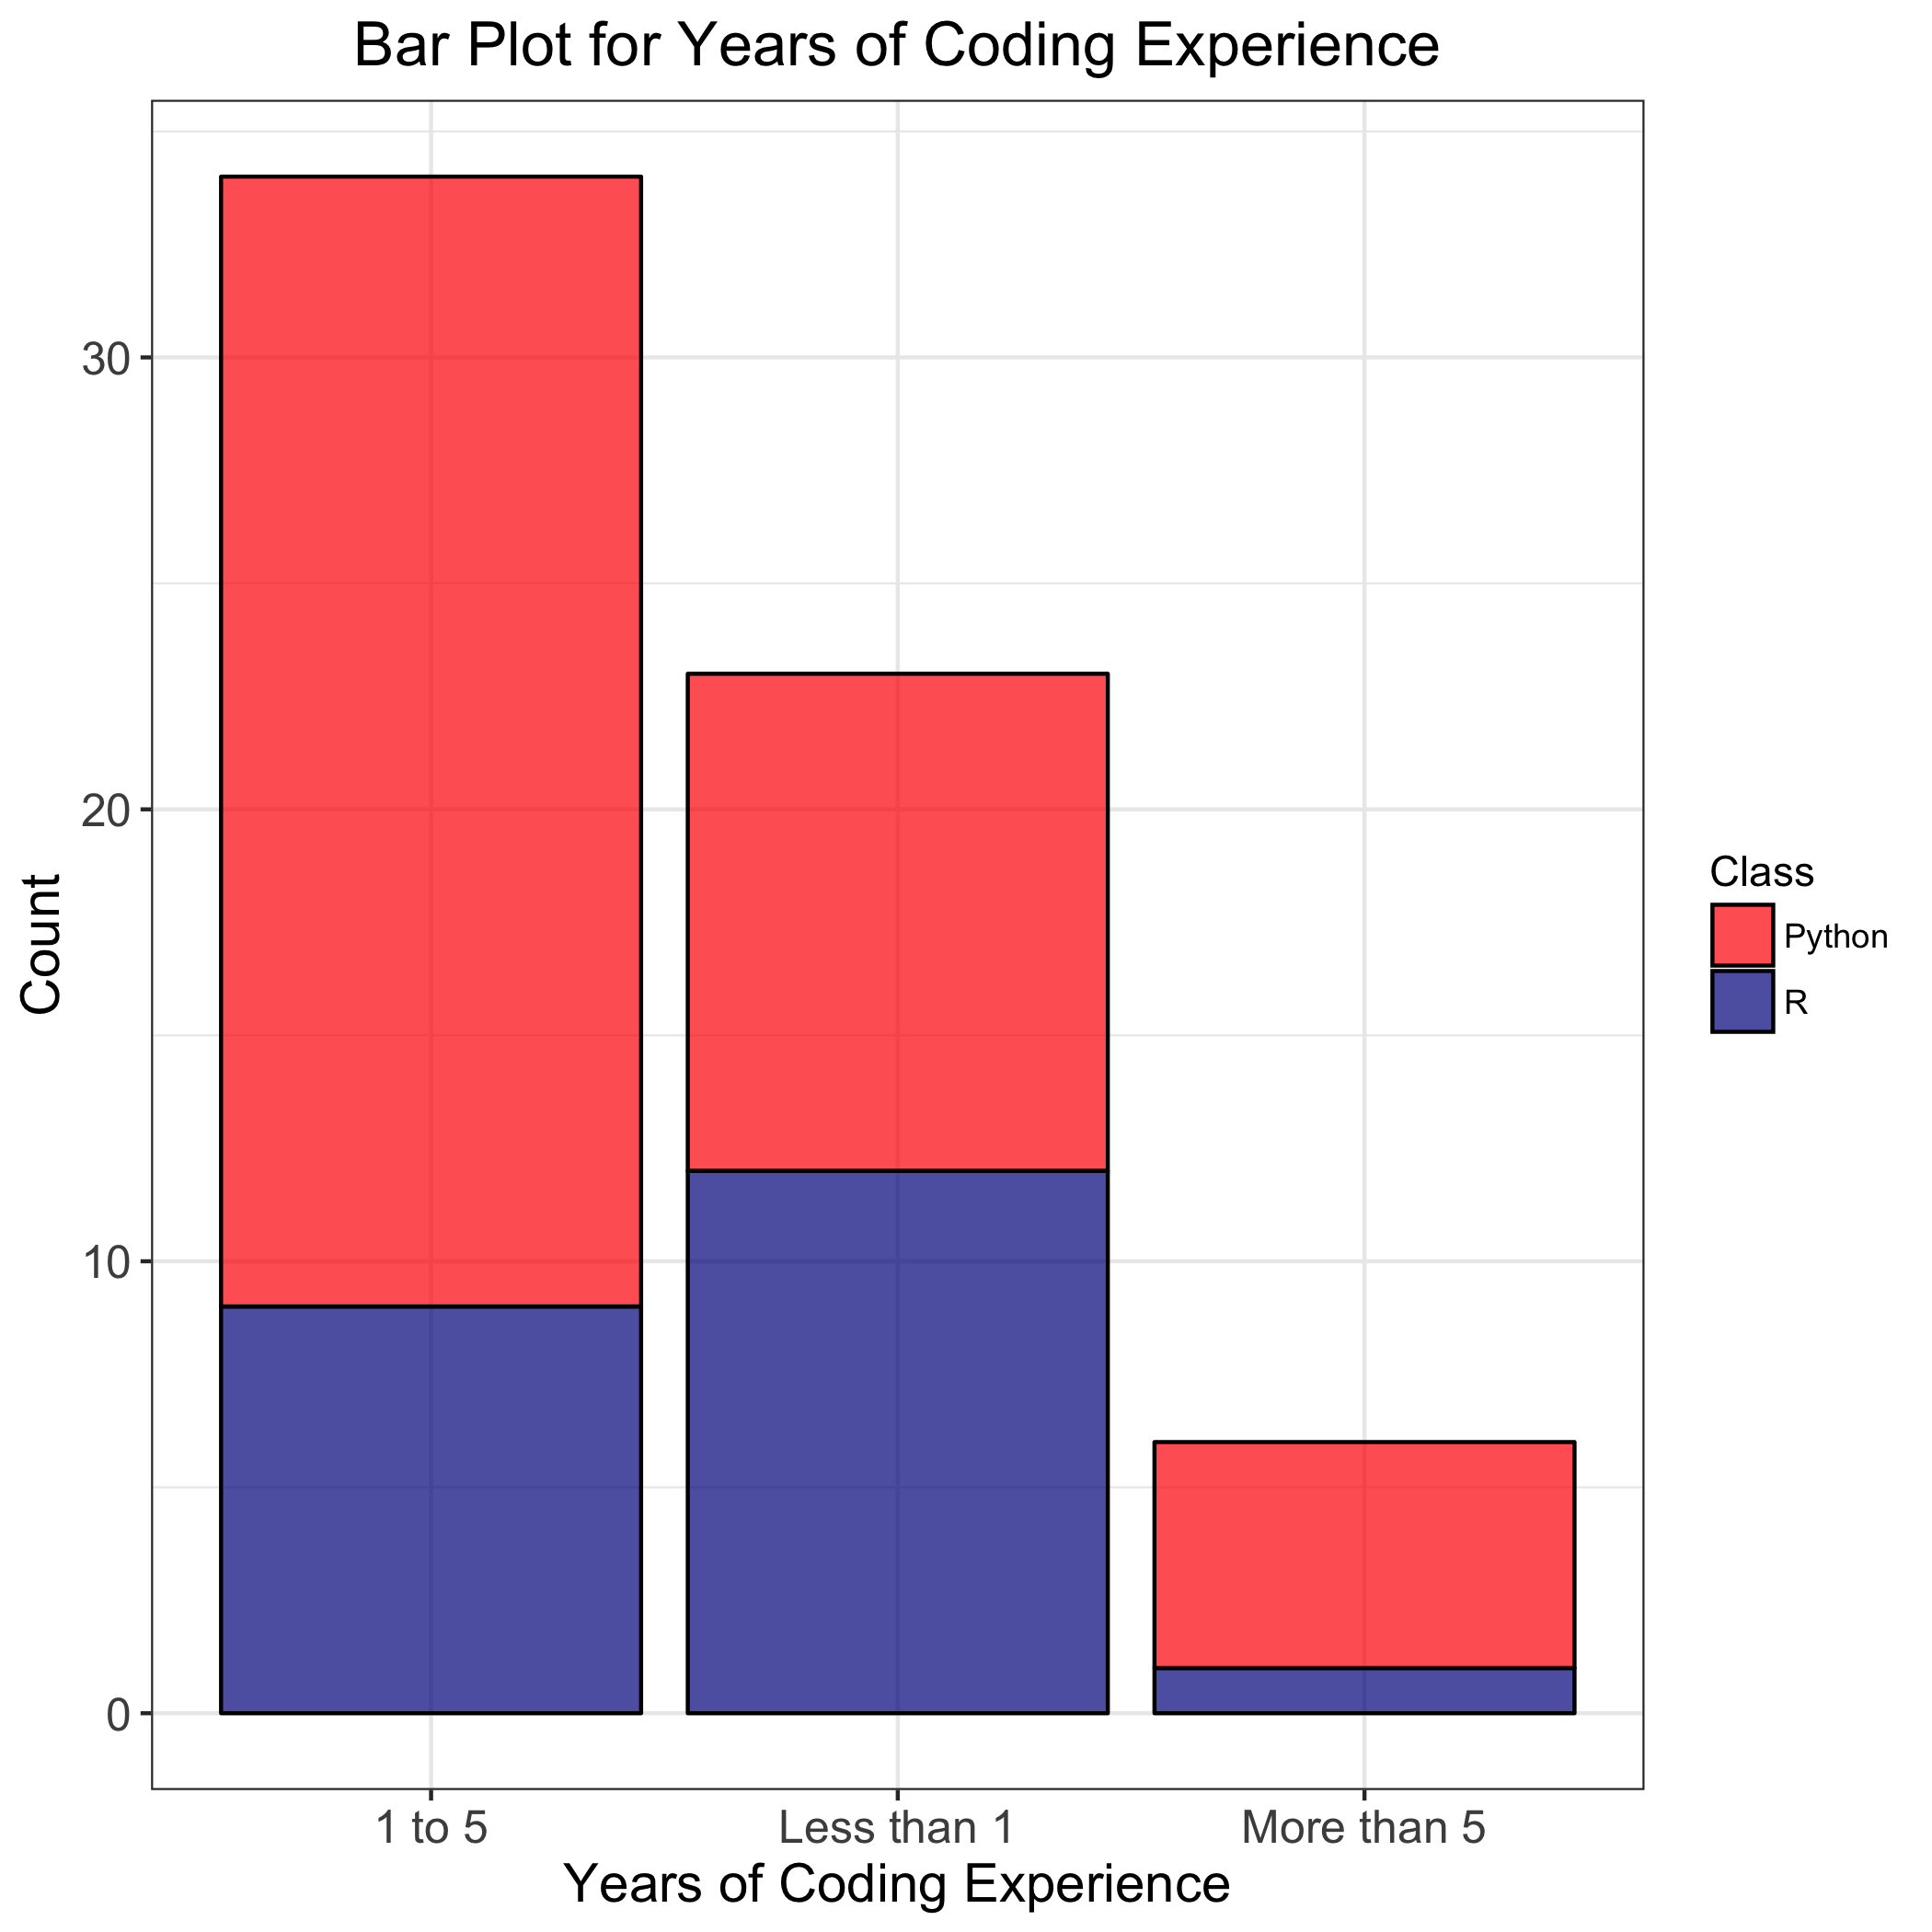 Bar Plot for Years of Coding Experience
30
20
10
0
Count
1 to 5
Less than 1
More than 5
Years of Coding Experience
Class
Python
R